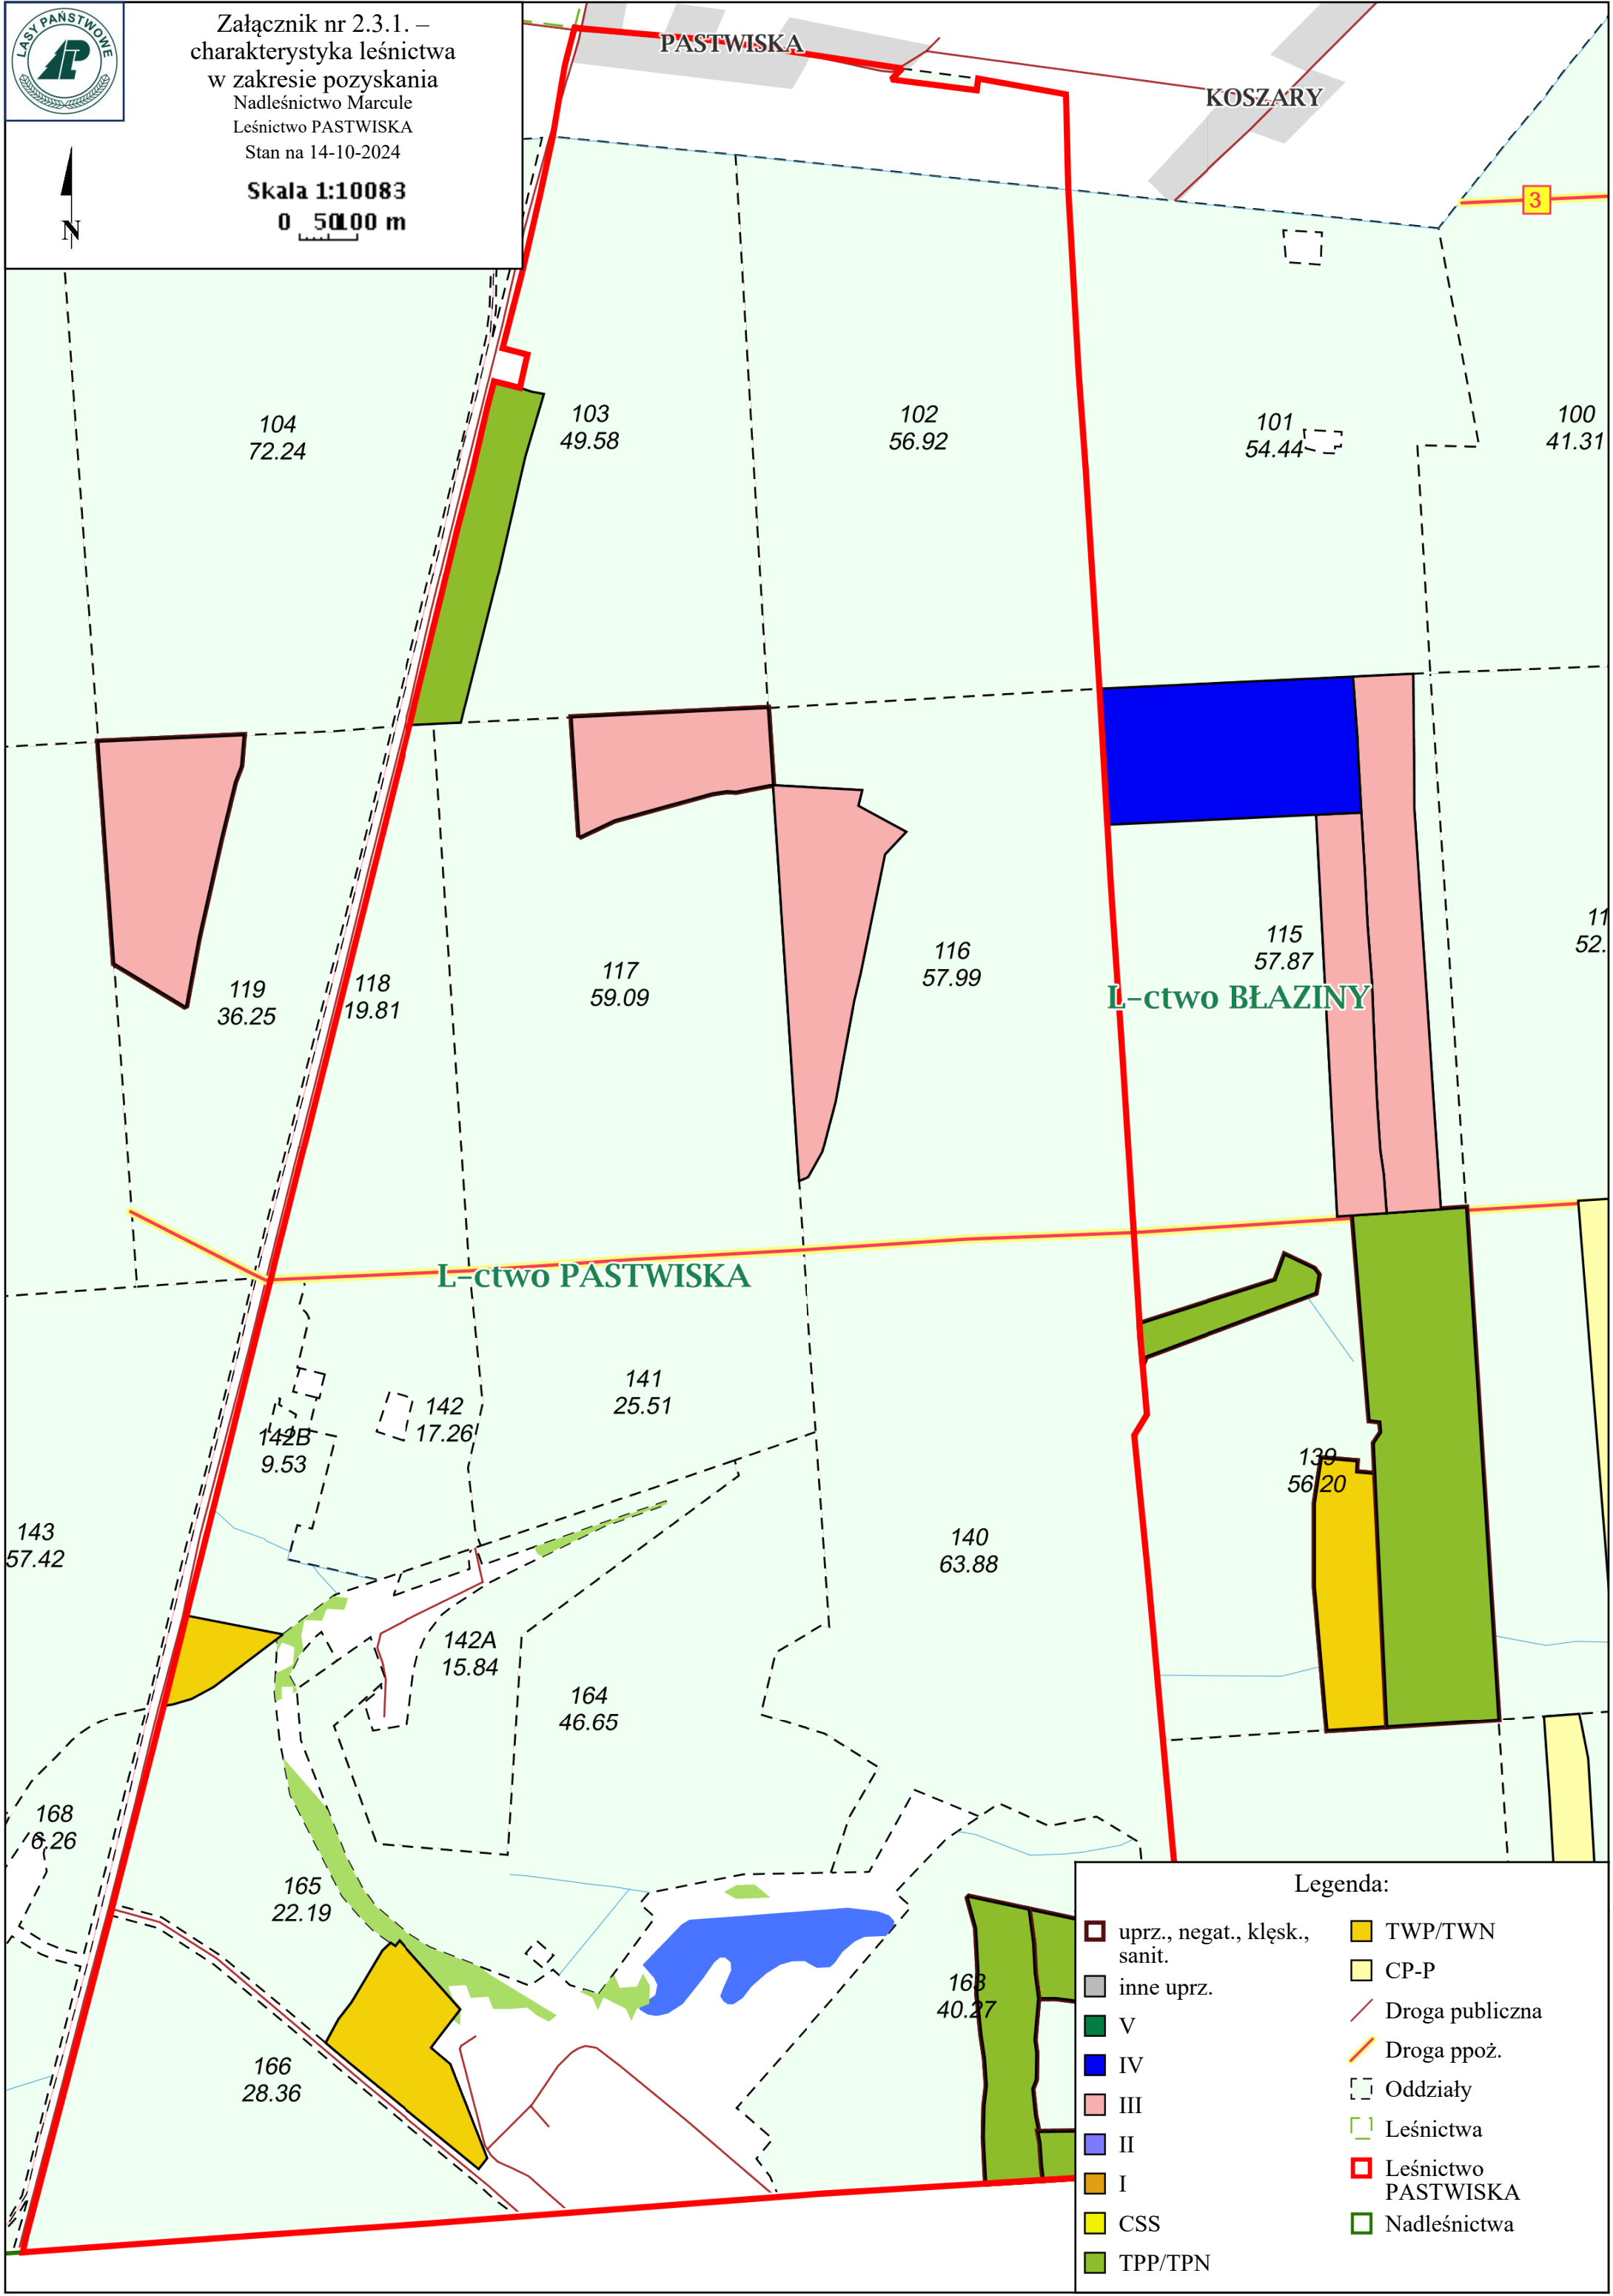 LASY PAŃSTWOWE
Załącznik nr 2.3.1. –
charakterystyka leśnictwa
w zakresie pozyskania
Nadleśnictwo Marcule
Leśnictwo PASTWISKA
Stan na 14-10-2024
Skala 1:10083
0 50 100 m
N
PASTWISKA
KOSZARY
3
104
72.24
103
49.58
102
56.92
101
54.44
100
41.31
119
36.25
118
19.81
117
59.09
116
57.99
115
57.87
11
52.
L-ctwo BŁAZINY
L-ctwo PASTWISKA
141
25.51
142
17.26
142B
9.53
139
56.20
143
57.42
140
63.88
142A
15.84
164
46.65
168
6.26
165
22.19
163
40.27
166
28.36
Legenda:
uprz., negat., klęsk.,
sanit.
inne uprz.
V
IV
III
II
I
CSS
TPP/TPN
TWP/TWN
CP-P
Droga publiczna
Droga ppoż.
Oddziały
Leśnictwa
Leśnictwo
PASTWISKA
Nadleśnictwa